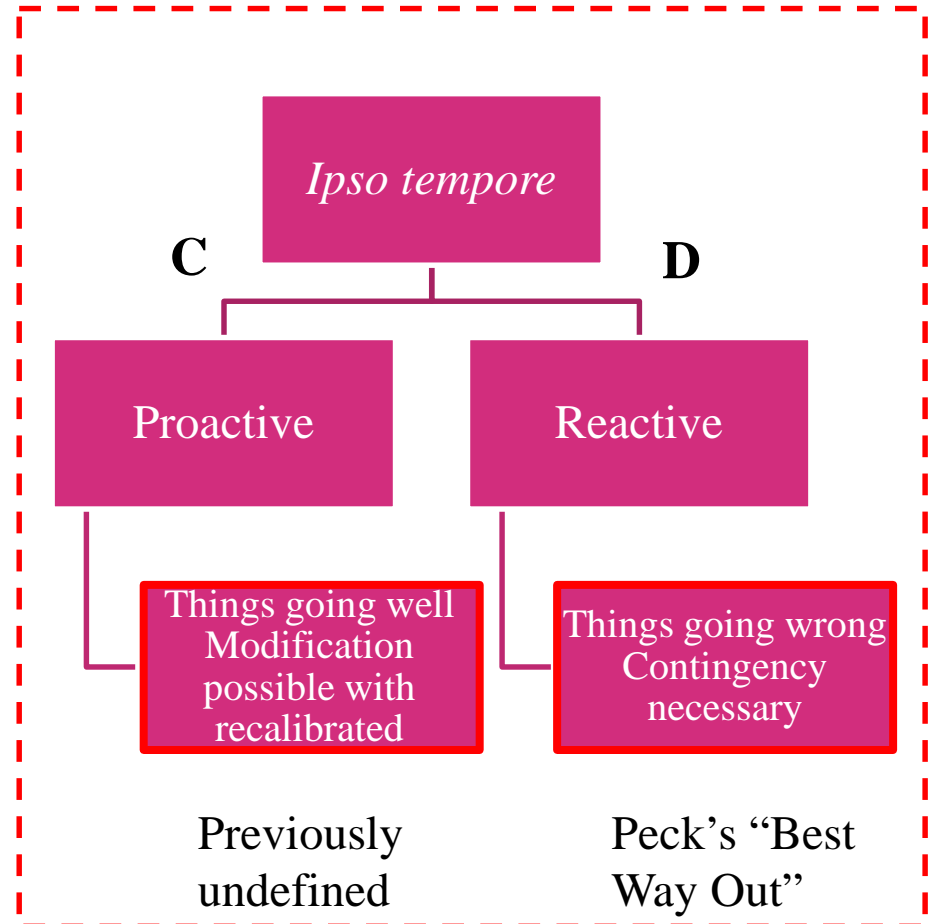 Ipso tempore
C
D
Proactive
Reactive
Things going well
Modification
possible with
recalibrated
Things going wrong
Contingency
necessary
Previously
undefined
Peck’s “Best
Way Out”